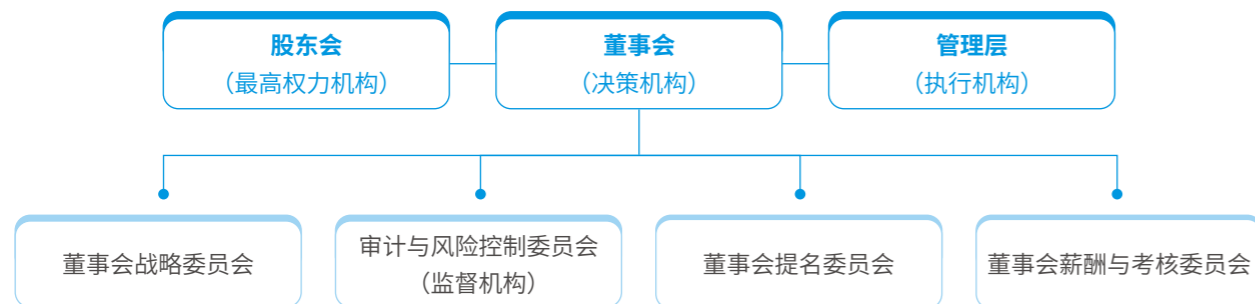 股东会
（最高权力机构）
董事会
（决策机构）
管理层
（执行机构）
董事会战略委员会
审计与风险控制委员会
（监督机构）
董事会提名委员会
董事会薪酬与考核委员会